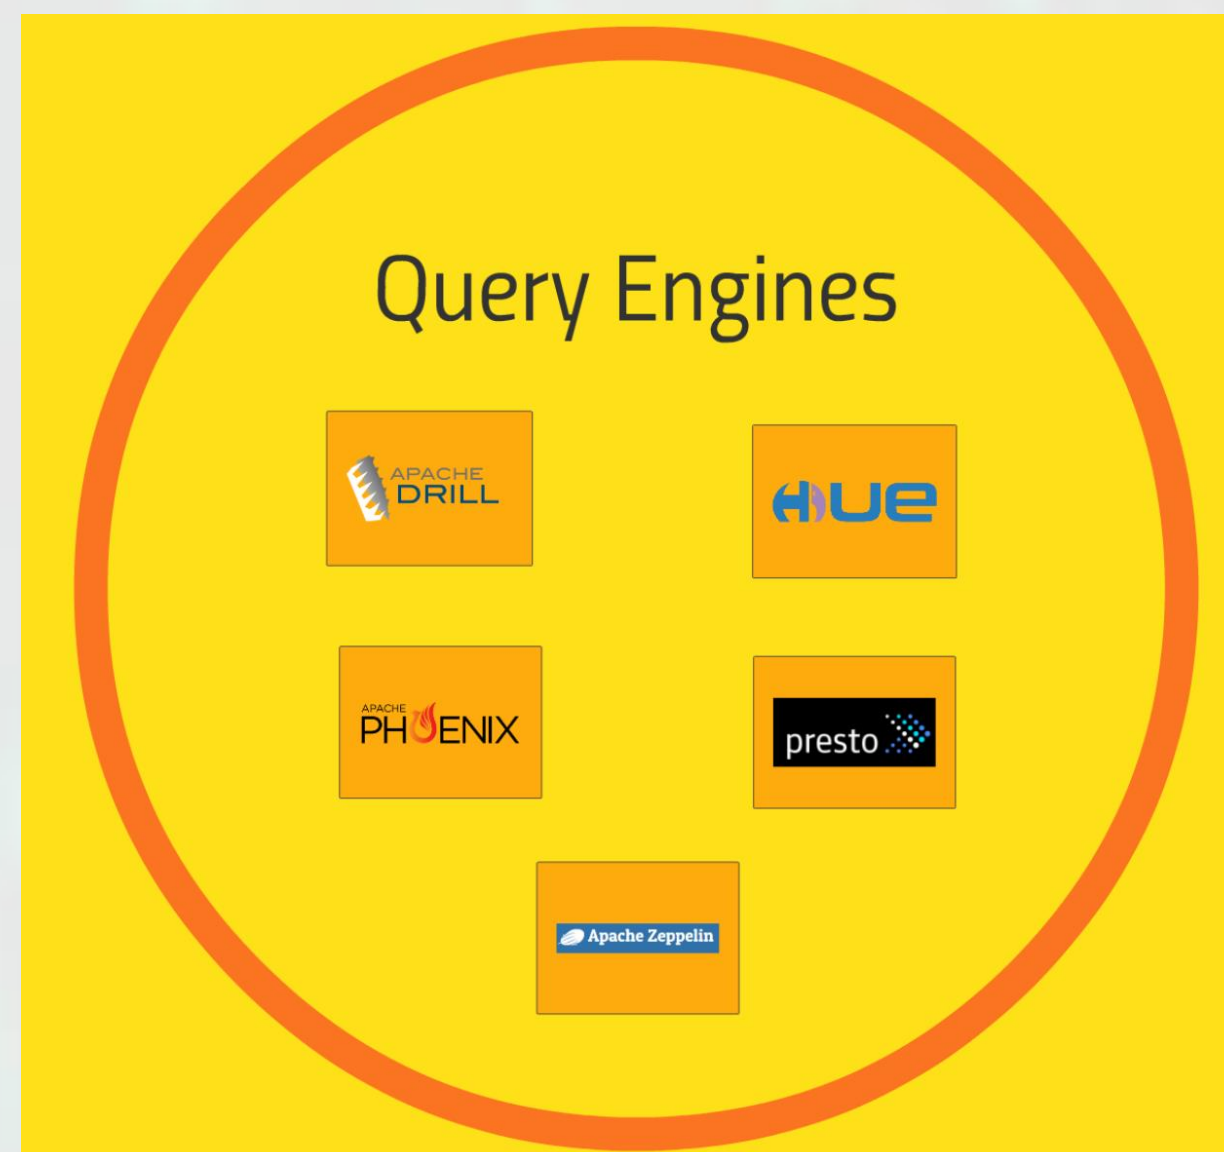 Query Engines
APACHE
DRILL
HUE
APACHE
PHOENIX
presto
Apache Zeppelin